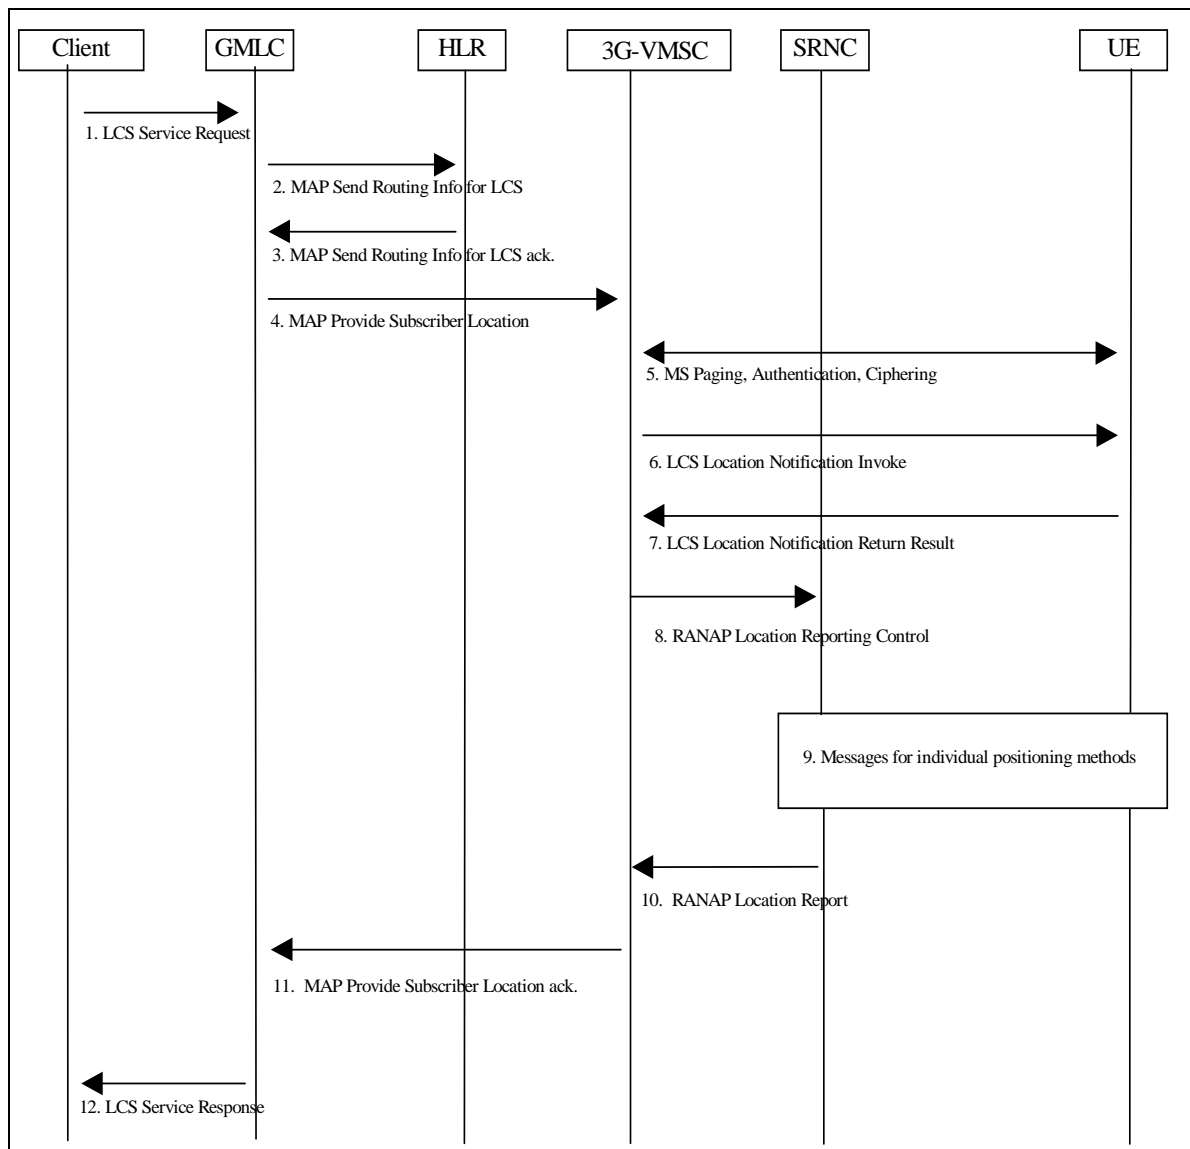 Client GMLC HLR 3G-VMSC SRNC UE
1. LCS Service Request
2. MAP Send Routing Info for LCS
3. MAP Send Routing Info for LCS ack.
4. MAP Provide Subscriber Location
5. MS Paging, Authentication, Ciphering
6. LCS Location Notification Invoke
7. LCS Location Notification Return Result
8. RANAP Location Reporting Control
9. Messages for individual positioning methods
10. RANAP Location Report
11. MAP Provide Subscriber Location ack.
12. LCS Service Response